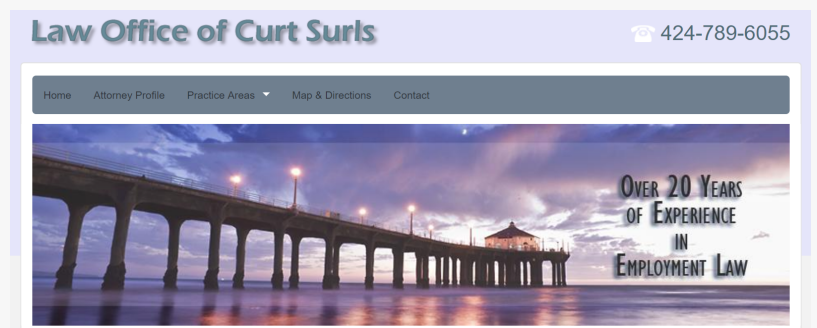 Law Office of Curt Surls
424-789-6055
Home Attorney Profile Practice Areas Map & Directions Contact
Over 20 Years
of Experience
in
Employment Law